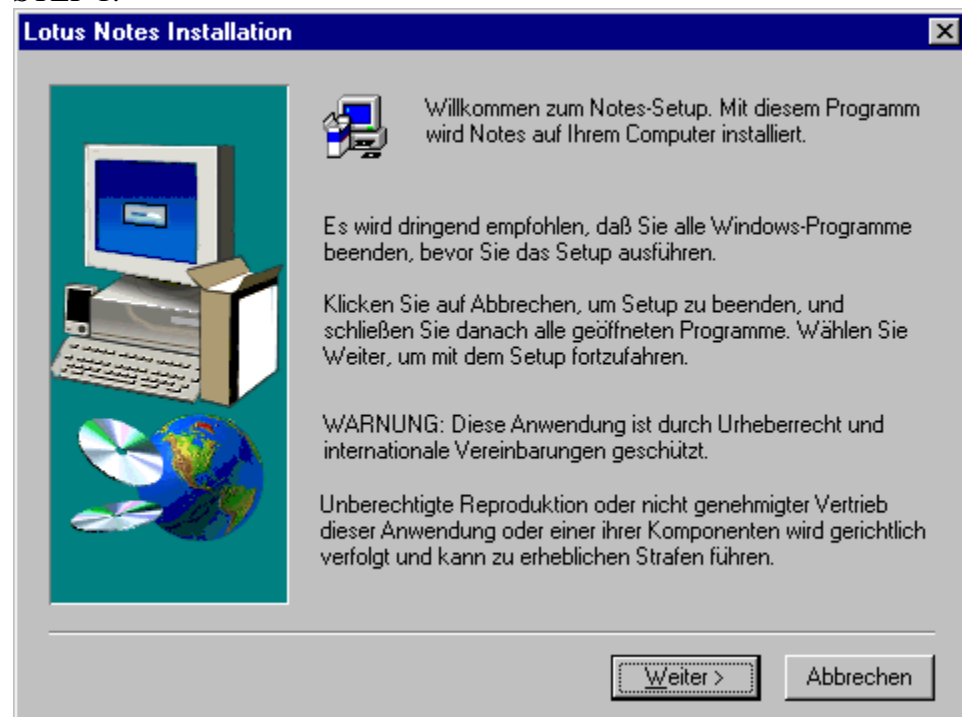 Lotus Notes Installation
Willkommen zum Notes-Setup. Mit diesem Programm
wird Notes auf Ihrem Computer installiert.
Es wird dringend empfohlen, daß Sie alle Windows-Programme
beenden, bevor Sie das Setup ausführen.
Klicken Sie auf Abbrechen, um Setup zu beenden, und
schließen Sie danach alle geöffneten Programme. Wählen Sie
Weiter, um mit dem Setup fortzufahren.
WARNUNG: Diese Anwendung ist durch Urheberrecht und
internationale Vereinbarungen geschützt.
Unberechtigte Reproduktion oder nicht genehmigter Vertrieb
dieser Anwendung oder einer ihrer Komponenten wird gerichtlich
verfolgt und kann zu erheblichen Strafen führen.
Weiter >
Abbrechen